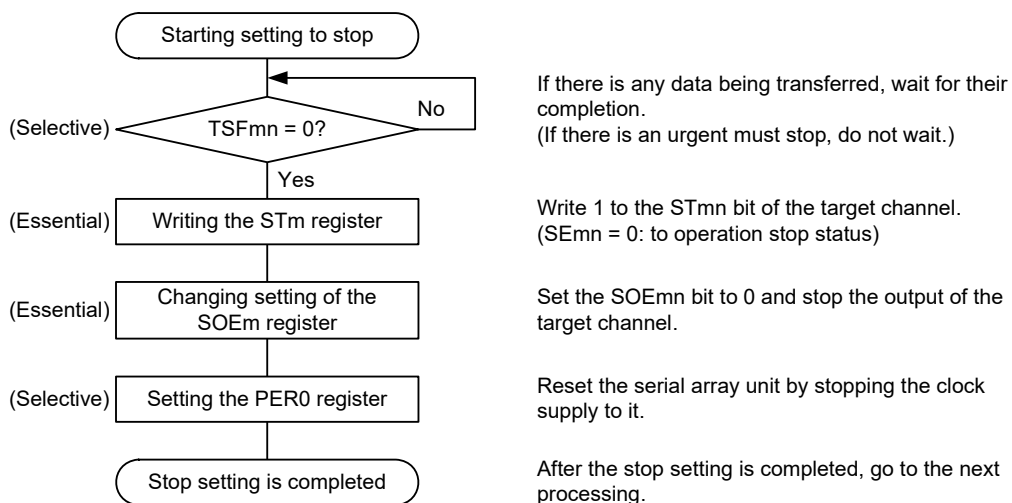 Starting setting to stop
No
If there is any data being transferred, wait for their
completion.
(If there is an urgent must stop, do not wait.)
(Selective)
TSFmn = 0?
Yes
(Essential)
Writing the STm register
Write 1 to the STmn bit of the target channel.
(SEmn = 0: to operation stop status)
(Essential)
Changing setting of the
SOEm register
Set the SOEmn bit to 0 and stop the output of the
target channel.
(Selective)
Setting the PER0 register
Reset the serial array unit by stopping the clock
supply to it.
Stop setting is completed
After the stop setting is completed, go to the next
processing.